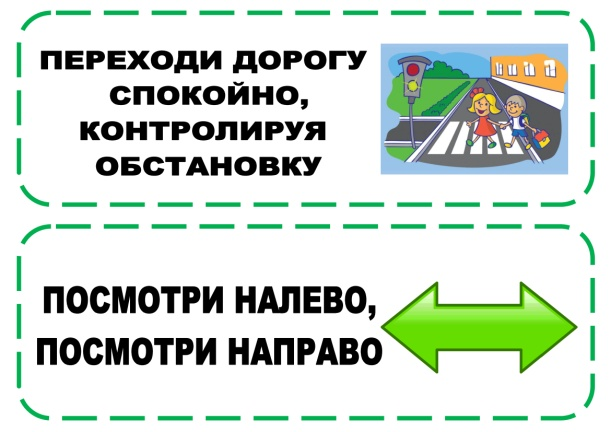 ПЕРЕХОДИ ДОРОГУ
СПОКОЙНО,
КОНТРОЛИРУЯ
ОБСТАНОВКУ
ПОСМОТРИ НАЛЕВО,
ПОСМОТРИ НАПРАВО